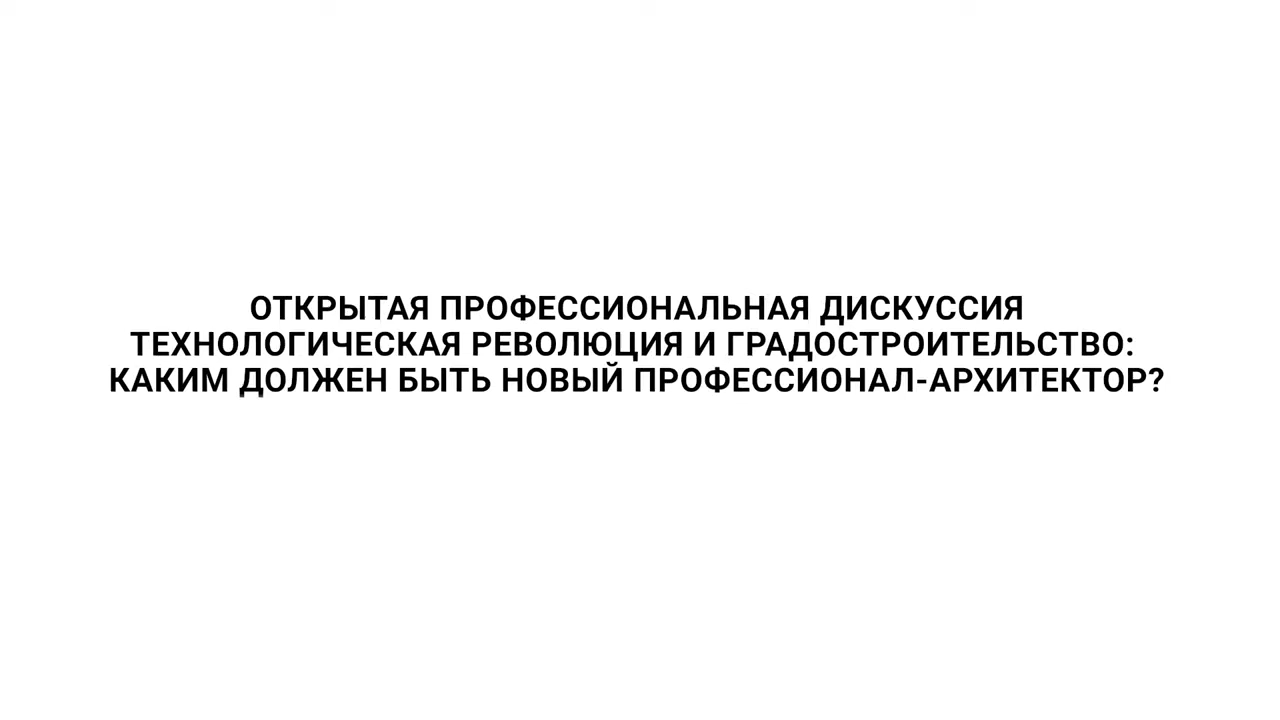 ОТКРЫТАЯ ПРОФЕССИОНАЛЬНАЯ ДИСКУССИЯ
ТЕХНОЛОГИЧЕСКАЯ РЕВОЛЮЦИЯ И ГРАДОСТРОИТЕЛЬСТВО:
КАКИМ ДОЛЖЕН БЫТЬ НОВЫЙ ПРОФЕССИОНАЛ-АРХИТЕКТОР?